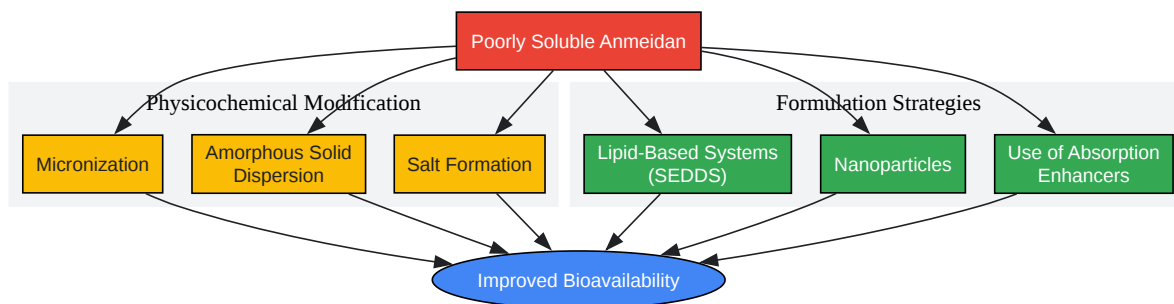 Poorly Soluble Anmeidan
Physicochemical Modification
Formulation Strategies
Micronization
Amorphous Solid
Dispersion
Salt Formation
Lipid-Based Systems
(SEDDS)
Nanoparticles
Use of Absorption
Enhancers
Improved Bioavailability